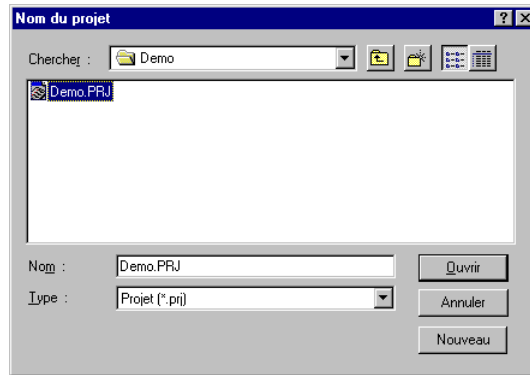 Nom du projet
Chercher : Demo
Demo.PRJ
Nom : Demo.PRJ Ouvrir
Type : Projet (*.prj) Annuler
Nouveau